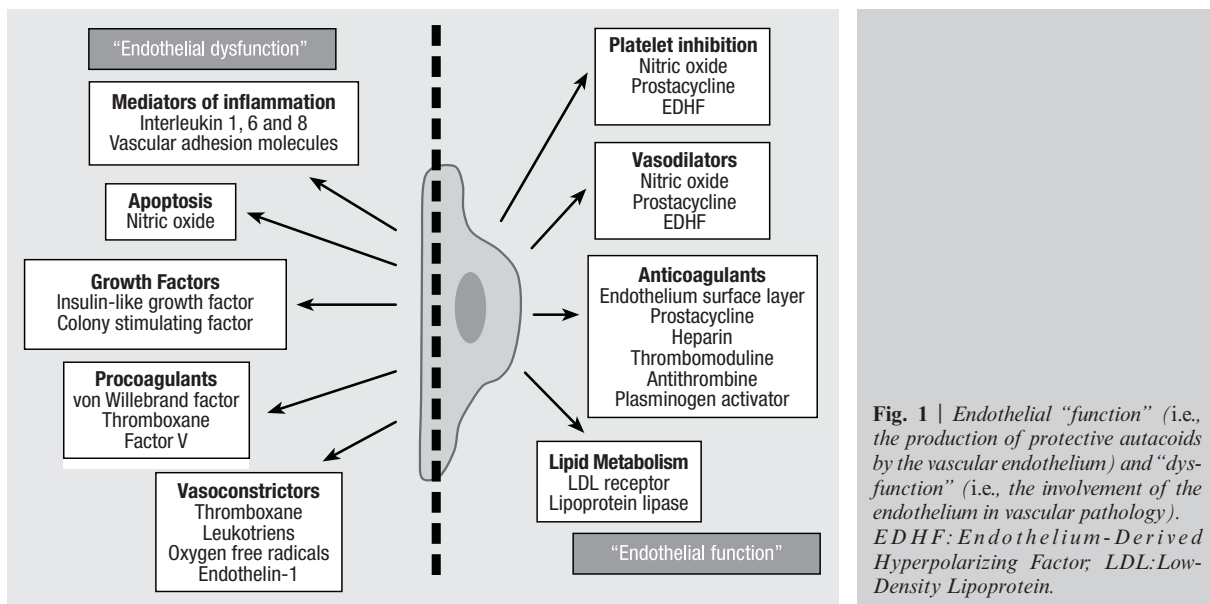 “Endothelial dysfunction”
Mediators of inflammation
Interleukin 1, 6 and 8
Vascular adhesion molecules
Apoptosis
Nitric oxide
Growth Factors
Insulin-like growth factor
Colony stimulating factor
Procoagulants
von Willebrand factor
Thromboxane
Factor V
Vasoconstrictors
Thromboxane
Leukotriens
Oxygen free radicals
Endothelin-1
Platelet inhibition
Nitric oxide
Prostacycline
EDHF
Vasodilators
Nitric oxide
Prostacycline
EDHF
Anticoagulants
Endothelium surface layer
Prostacycline
Heparin
Thrombomoduline
Antithrombine
Plasminogen activator
Lipid Metabolism
LDL receptor
Lipoprotein lipase
“Endothelial function”
Fig. 1 | Endothelial “function” (i.e.,
the production of protective autacoids
by the vascular endothelium) and “dys-
function” (i.e., the involvement of the
endothelium in vascular pathology).
EDHF: Endothelium-Derived
Hyperpolarizing Factor; LDL:Low-
Density Lipoprotein.